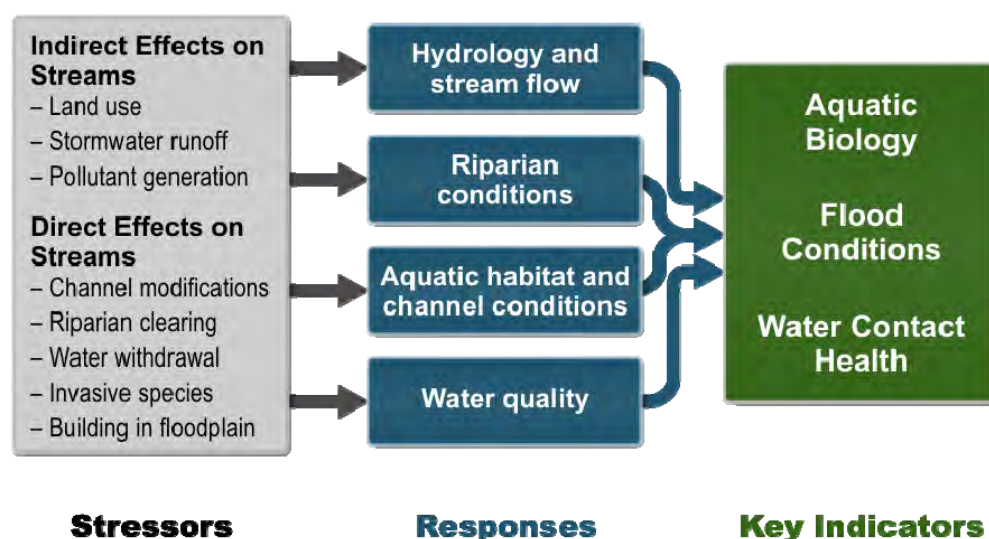 Indirect Effects on
Streams
– Land use
– Stormwater runoff
– Pollutant generation
Direct Effects on
Streams
– Channel modifications
– Riparian clearing
– Water withdrawal
– Invasive species
– Building in floodplain
Hydrology and
stream flow
Riparian
conditions
Aquatic habitat and
channel conditions
Water quality
Aquatic
Biology
Flood
Conditions
Water Contact
Health
Stressors
Responses
Key Indicators